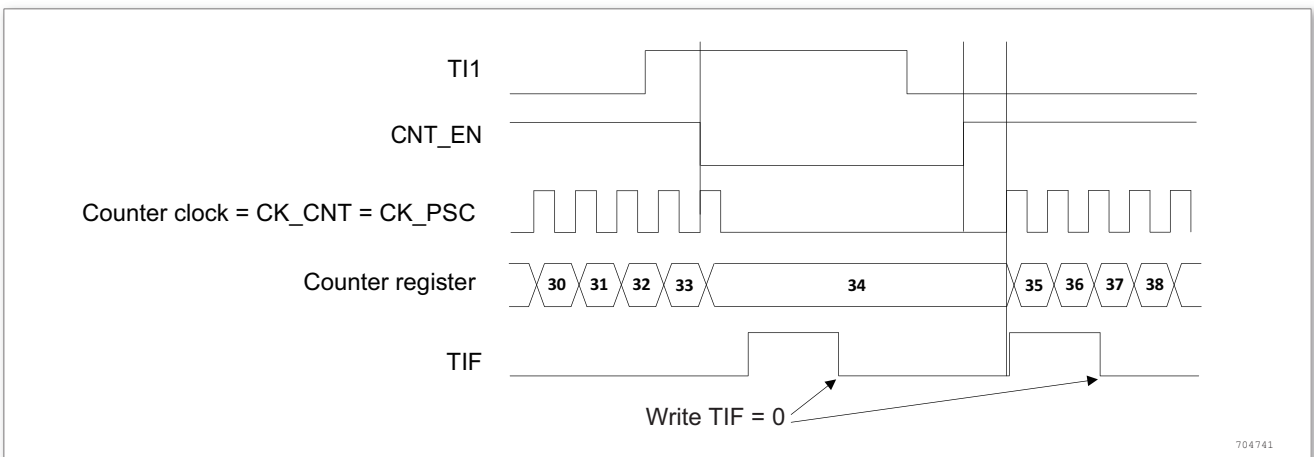 TI1
CNT_EN
Counter clock = CK_CNT = CK_PSC
Counter register
30 31 32 33 34 35 36 37 38
TIF
Write TIF = 0
704741